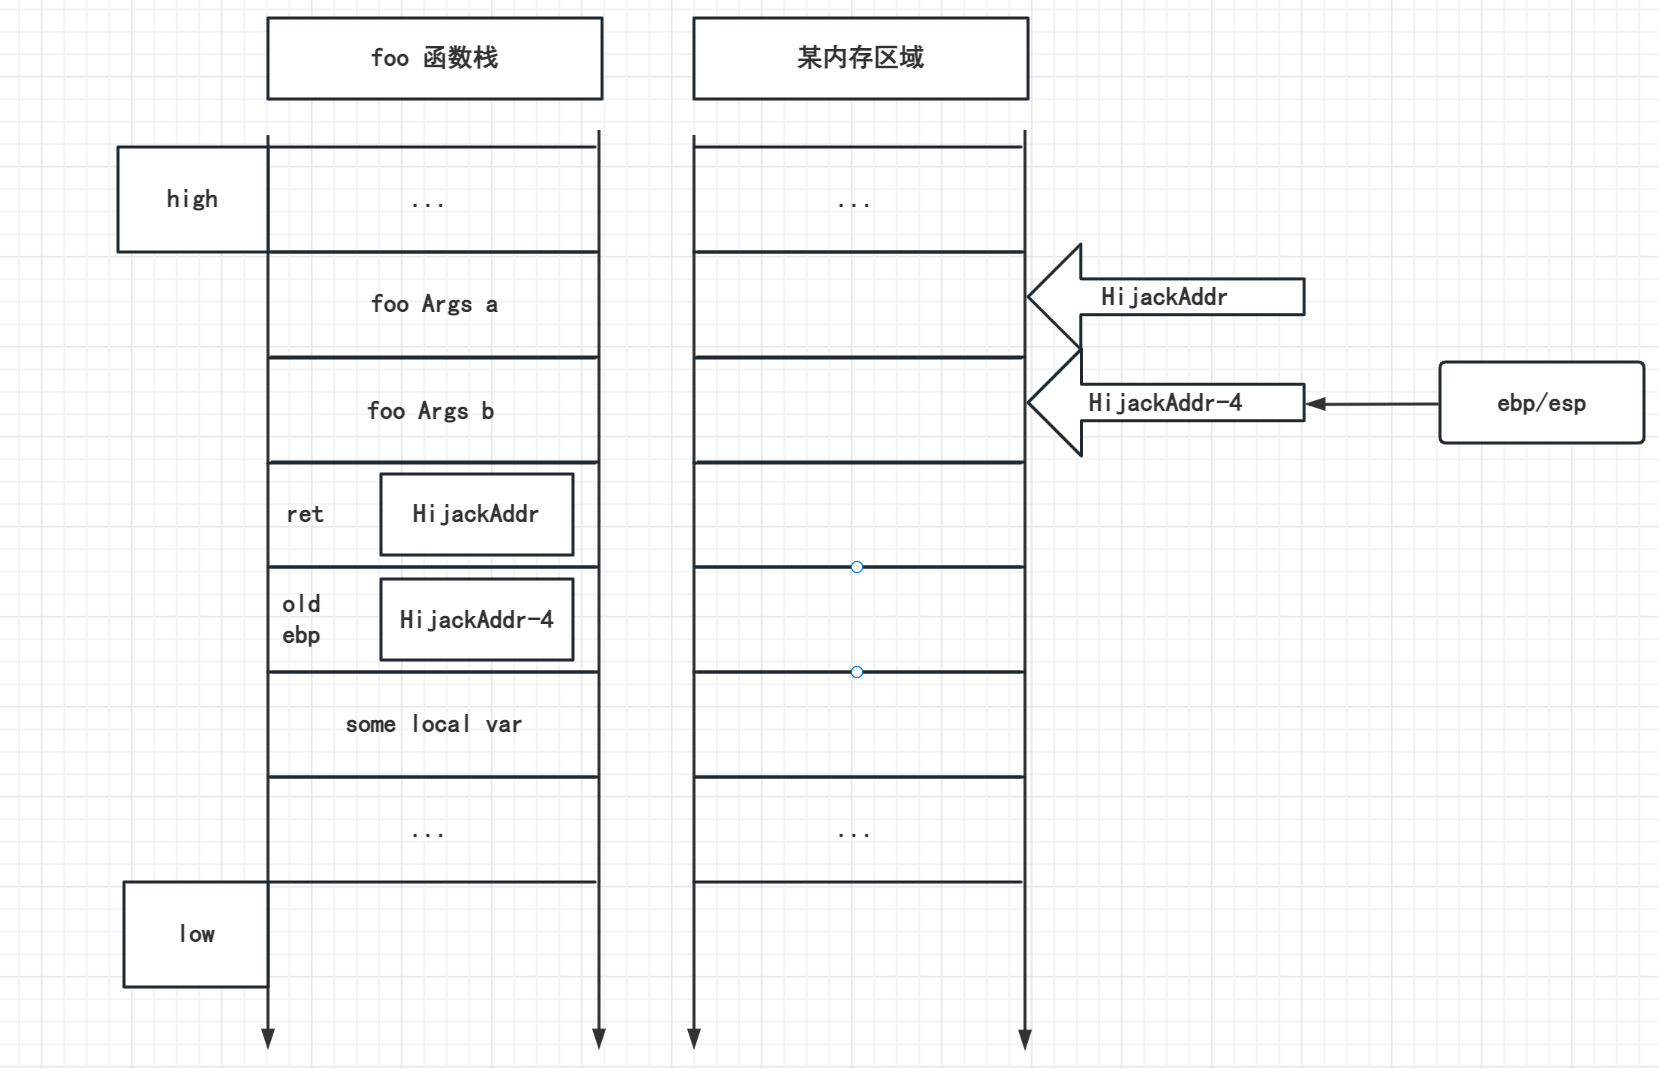 foo 函数栈
某内存区域
high
...
...
foo Args a
HijackAddr
foo Args b
HijackAddr-4
ebp/esp
ret
HijackAddr
old
ebp
HijackAddr-4
some local var
...
...
low